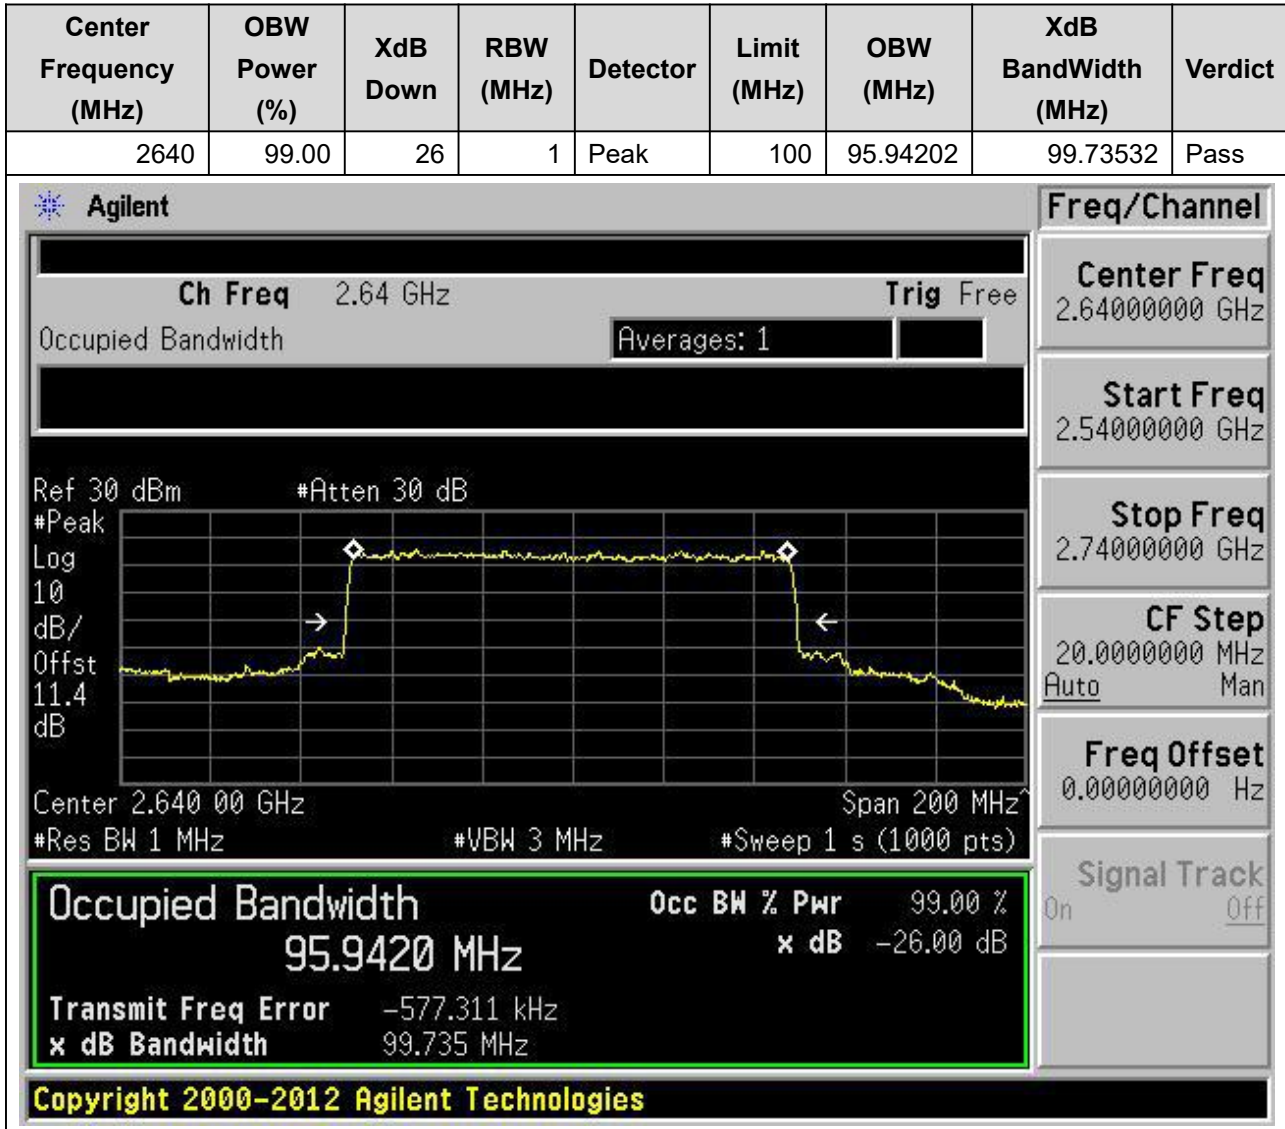 Center Frequency (MHz) OBW Power (%) XdB Down RBW (MHz) Detector Limit (MHz) OBW (MHz) XdB BandWidth (MHz) Verdict
2640 99.00 26 1 Peak 100 95.94202 99.73532 Pass
Agilent
Freq/Channel
Ch Freq 2.64 GHz Trig Free
Occupied Bandwidth Averages: 1
Center Freq
2.64000000 GHz
Start Freq
2.54000000 GHz
Stop Freq
2.74000000 GHz
CF Step
20.0000000 MHz
Auto Man
Freq Offset
0.00000000 Hz
Signal Track
On Off
Ref 30 dBm #Atten 30 dB
#Peak
Log
10
dB/
Offst
11.4
dB
Center 2.640 00 GHz Span 200 MHz^
#Res BW 1 MHz #VBW 3 MHz #Sweep 1 s (1000 pts)
Occupied Bandwidth Occ BW % Pwr 99.00 %
95.9420 MHz x dB -26.00 dB
Transmit Freq Error -577.311 kHz
x dB Bandwidth 99.735 MHz
Copyright 2000-2012 Agilent Technologies